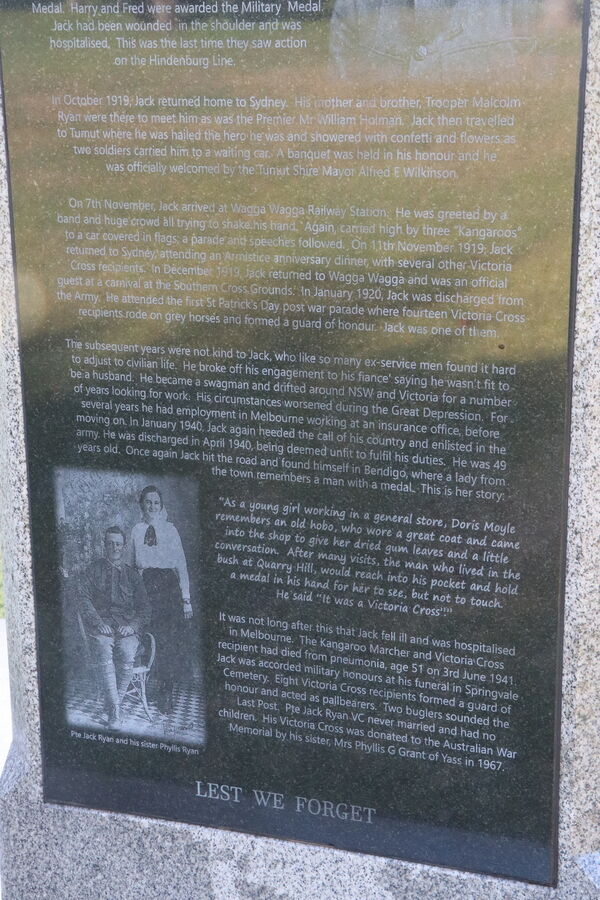 Medal. Harry and Fred were awarded the Military Medal.
Jack had been wounded in the shoulder and was
hospitalised. This was the last time they saw action
on the Hindenburg Line.
In October 1919, Jack returned home to Sydney. His mother and brother, Trooper Malcolm
Ryan were there to meet him as was the Premier Mr William Holman. Jack then travelled
to Tumut where he was hailed the hero he was and showered with confetti and flowers as
two soldiers carried him to a waiting car. A banquet was held in his honour and he
was officially welcomed by the Tumut Shire Mayor Alfred E Wilkinson.
On 7th November, Jack arrived at Wagga Wagga Railway Station. He was greeted by a
band and huge crowd all trying to shake his hand. Again, carried high by three "Kangaroos"
to a car covered in flags; a parade and speeches followed. On 11th November 1919, Jack
returned to Sydney, attending an Armistice anniversary dinner, with several other Victoria
Cross recipients. In December 1919, Jack returned to Wagga Wagga and was an official
guest at a carnival at the Southern Cross Grounds. In January 1920, Jack was discharged from
the Army. He attended the first St Patrick's Day post war parade where fourteen Victoria Cross
recipients rode on grey horses and formed a guard of honour. Jack was one of them.
The subsequent years were not kind to Jack, who like so many ex-service men found it hard
to adjust to civilian life. He broke off his engagement to his fiance' saying he wasn't fit to
be a husband. He became a swagman and drifted around NSW and Victoria for a number
of years looking for work. His circumstances worsened during the Great Depression. For
several years he had employment in Melbourne working at an insurance office, before
moving on. In January 1940, Jack again heeded the call of his country and enlisted in the
army. He was discharged in April 1940, being deemed unfit to fulfil his duties. He was 49
years old. Once again Jack hit the road and found himself in Bendigo, where a lady from
the town remembers a man with a medal. This is her story:
"As a young girl working in a general store, Doris Moyle
remembers an old hobo, who wore a great coat and came
into the shop to give her dried gum leaves and a little
conversation. After many visits, the man who lived in the
bush at Quarry Hill, would reach into his pocket and hold
a medal in his hand for her to see, but not to touch.
He said "It was a Victoria Cross"."
It was not long after this that Jack fell ill and was hospitalised
in Melbourne. The Kangaroo Marcher and Victoria Cross
recipient had died from pneumonia, age 51 on 3rd June 1941.
Jack was accorded military honours at his funeral in Springvale
Cemetery. Eight Victoria Cross recipients formed a guard of
honour and acted as pallbearers. Two buglers sounded the
Last Post. Pte Jack Ryan VC never married and had no
children. His Victoria Cross was donated to the Australian War
Memorial by his sister, Mrs Phyllis G Grant of Yass in 1967.
Pte Jack Ryan and his sister Phyllis Ryan
LEST WE FORGET